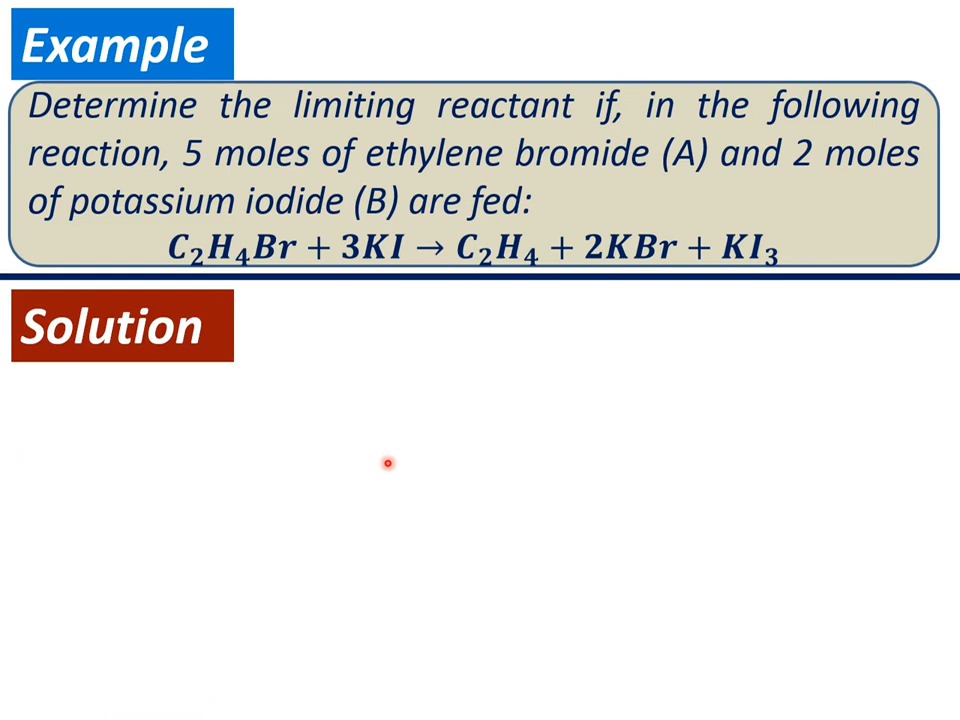 Example
Determine the limiting reactant if, in the following
reaction, 5 moles of ethylene bromide (A) and 2 moles
of potassium iodide (B) are fed:
C₂H₄Br + 3KI → C₂H₄ + 2KBr + KI₃
Solution